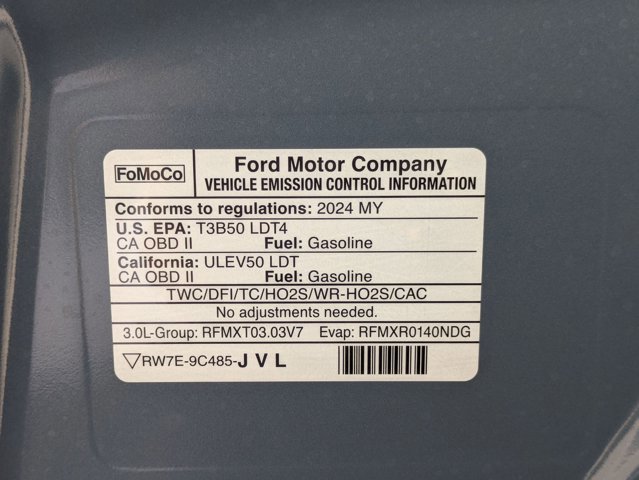 FoMoCo
Ford Motor Company
VEHICLE EMISSION CONTROL INFORMATION
Conforms to regulations: 2024 MY
U.S. EPA: T3B50 LDT4
CA OBD II Fuel: Gasoline
California: ULEV50 LDT
CA OBD II Fuel: Gasoline
TWC/DFI/TC/HO2S/WR-HO2S/CAC
No adjustments needed.
3.0L-Group: RFMXT03.03V7 Evap: RFMXR0140NDG
RW7E-9C485-J V L